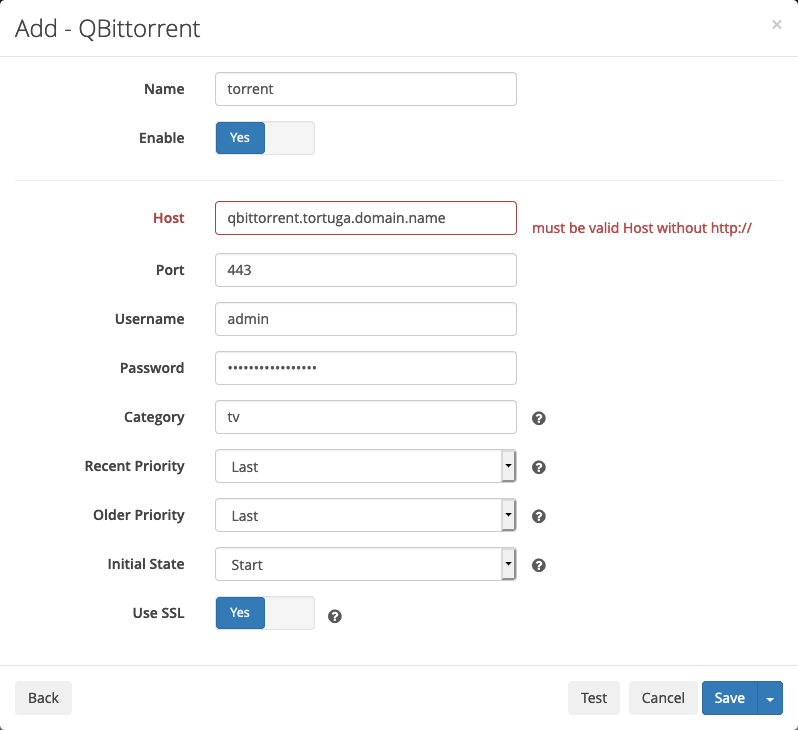 Add - QBittorrent ×
Name torrent
Enable Yes
Host qbittorrent.tortuga.domain.name must be valid Host without http://
Port 443
Username admin
Password •••••••••••••••••
Category tv ?
Recent Priority Last ?
Older Priority Last ?
Initial State Start ?
Use SSL Yes ?
Back Test Cancel Save